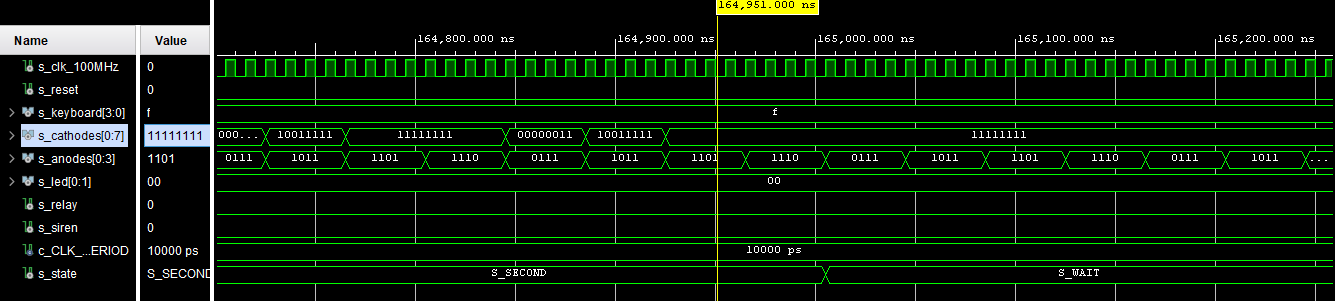 164,951.000 ns
Name Value
164,800.000 ns 164,900.000 ns 165,000.000 ns 165,100.000 ns 165,200.000 ns
s_clk_100MHz 0
s_reset 0
s_keyboard[3:0] f f
s_cathodes[0:7] 11111111 000... 10011111 11111111 00000011 10011111 11111111
s_anodes[0:3] 1101 0111 1011 1101 1110 0111 1011 1101 1110 0111 1011 1101 1110 0111 1011 ...
s_led[0:1] 00 00
s_relay 0
s_siren 0
c_CLK_...ERIOD 10000 ps 10000 ps
s_state S_SECOND S_SECOND S_WAIT